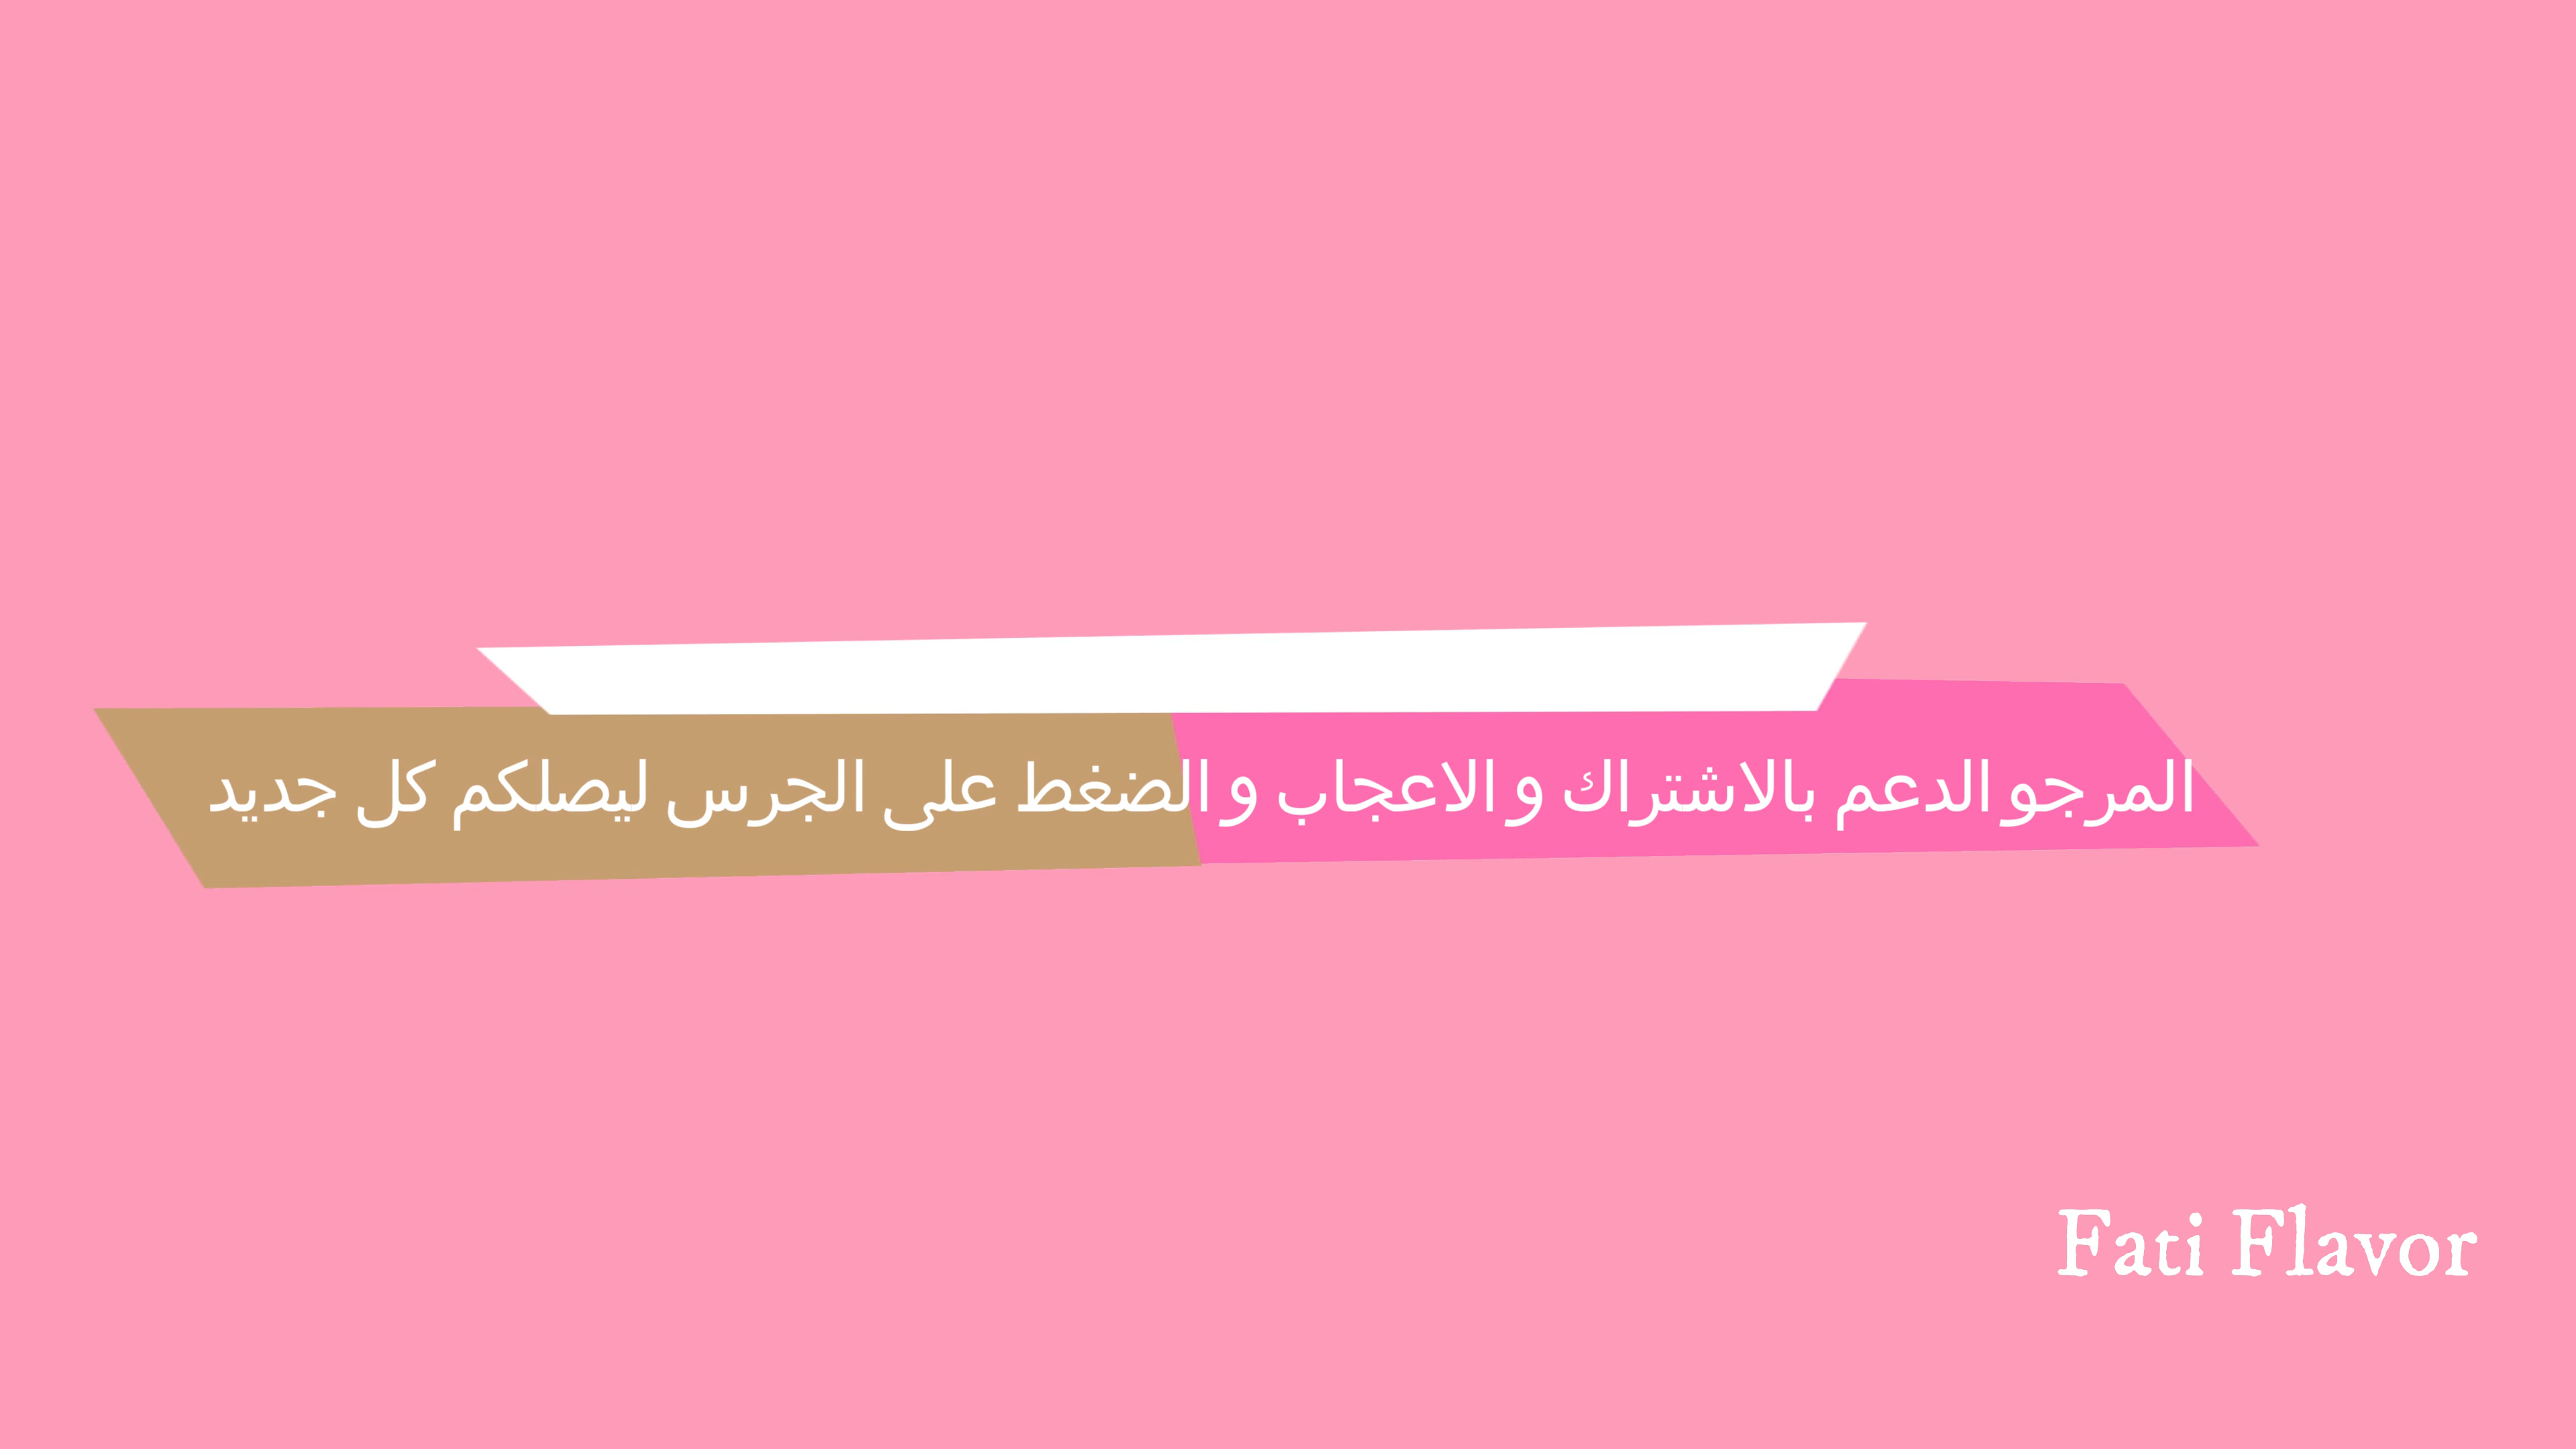 المرجو الدعم بالاشتراك و الاعجاب و الضغط على الجرس ليصلكم كل جديد
Fati Flavor